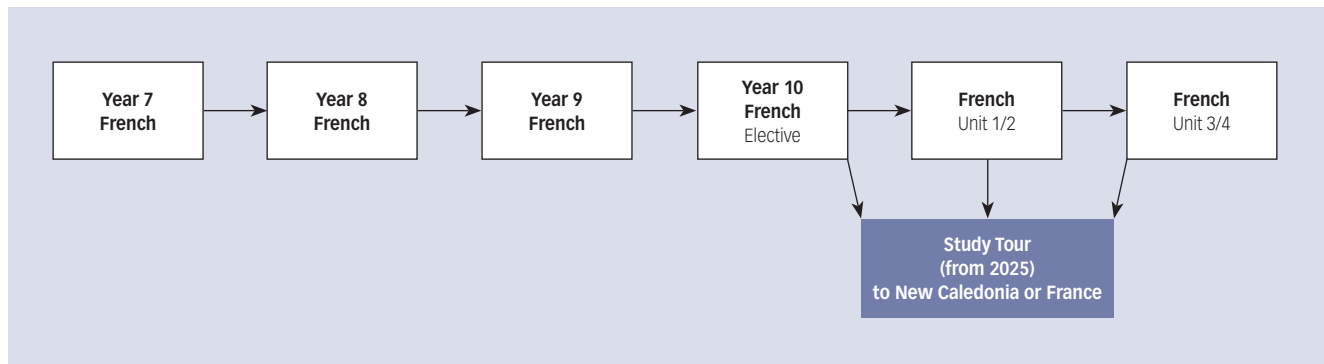 Year 7
French
Year 8
French
Year 9
French
Year 10
French
Elective
French
Unit 1/2
French
Unit 3/4
Study Tour
(from 2025)
to New Caledonia or France